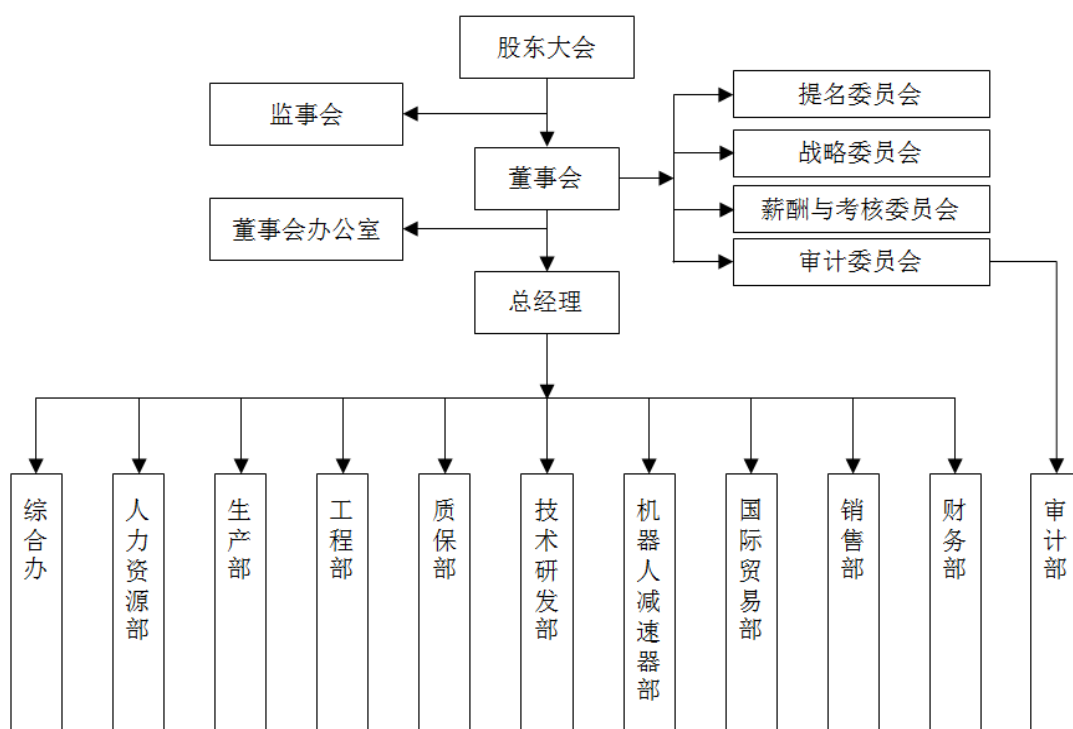 股东大会
监事会
提名委员会
战略委员会
董事会
薪酬与考核委员会
董事会办公室
审计委员会
总经理
综合办
人力资源部
生产部
工程部
质保部
技术研发部
机器人减速器部
国际贸易部
销售部
财务部
审计部